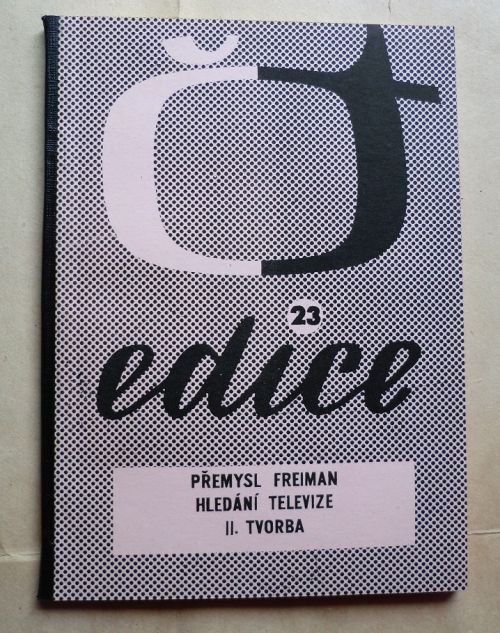 Čt
23
edice
PŘEMYSL FREIMAN
HLEDÁNÍ TELEVIZE
II. TVORBA